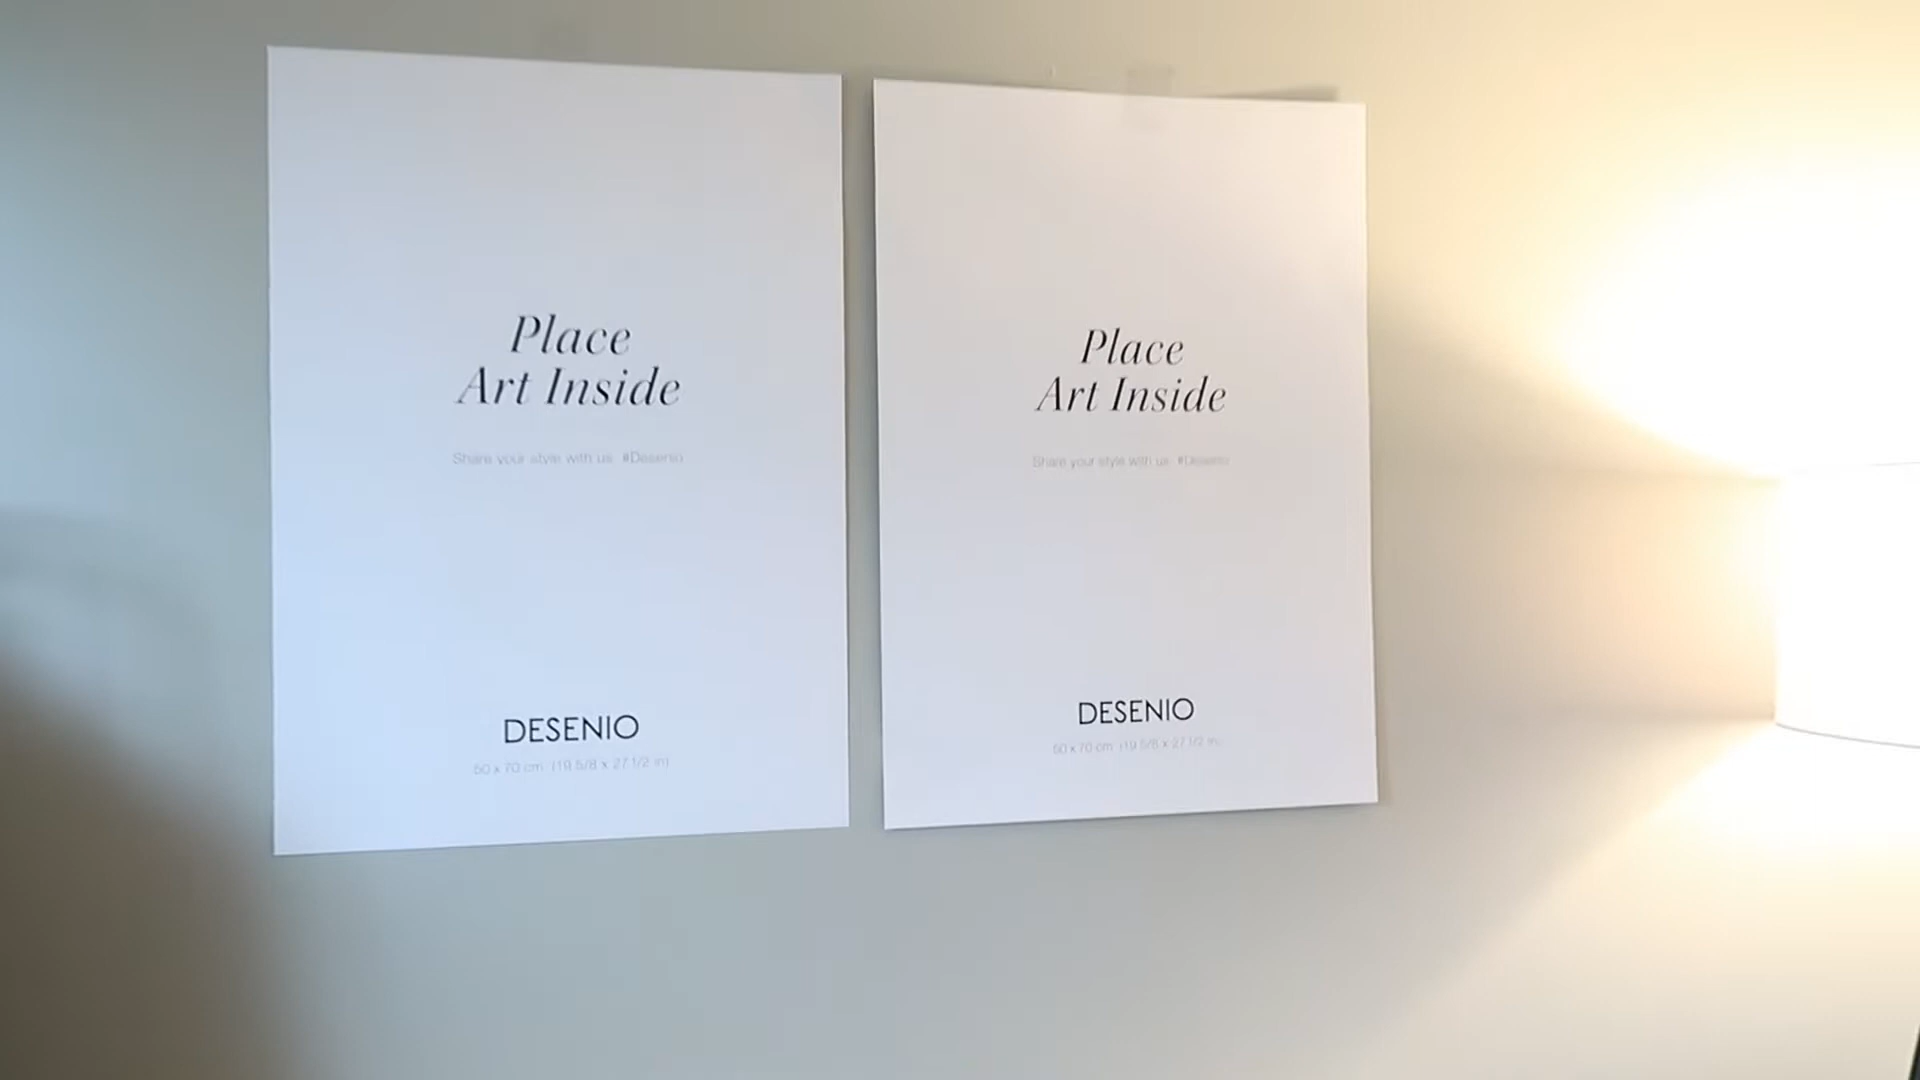 Place
Art Inside
Share your style with us #Desenio
DESENIO
50 x 70 cm (19 5/8 x 27 1/2 in)
Place
Art Inside
Share your style with us #Desenio
DESENIO
50 x 70 cm (19 5/8 x 27 1/2 in)